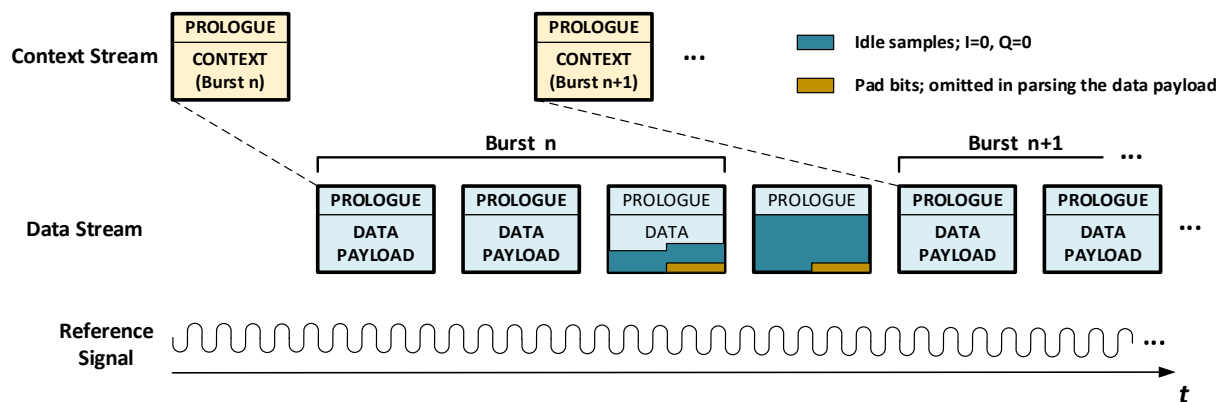 Context Stream
PROLOGUE
CONTEXT
(Burst n)
PROLOGUE
CONTEXT
(Burst n+1)
...
Idle samples; I=0, Q=0
Pad bits; omitted in parsing the data payload
Burst n
Burst n+1
...
Data Stream
PROLOGUE
DATA
PAYLOAD
PROLOGUE
DATA
PAYLOAD
PROLOGUE
DATA
PROLOGUE
PROLOGUE
DATA
PAYLOAD
PROLOGUE
DATA
PAYLOAD
...
Reference
Signal
...
t